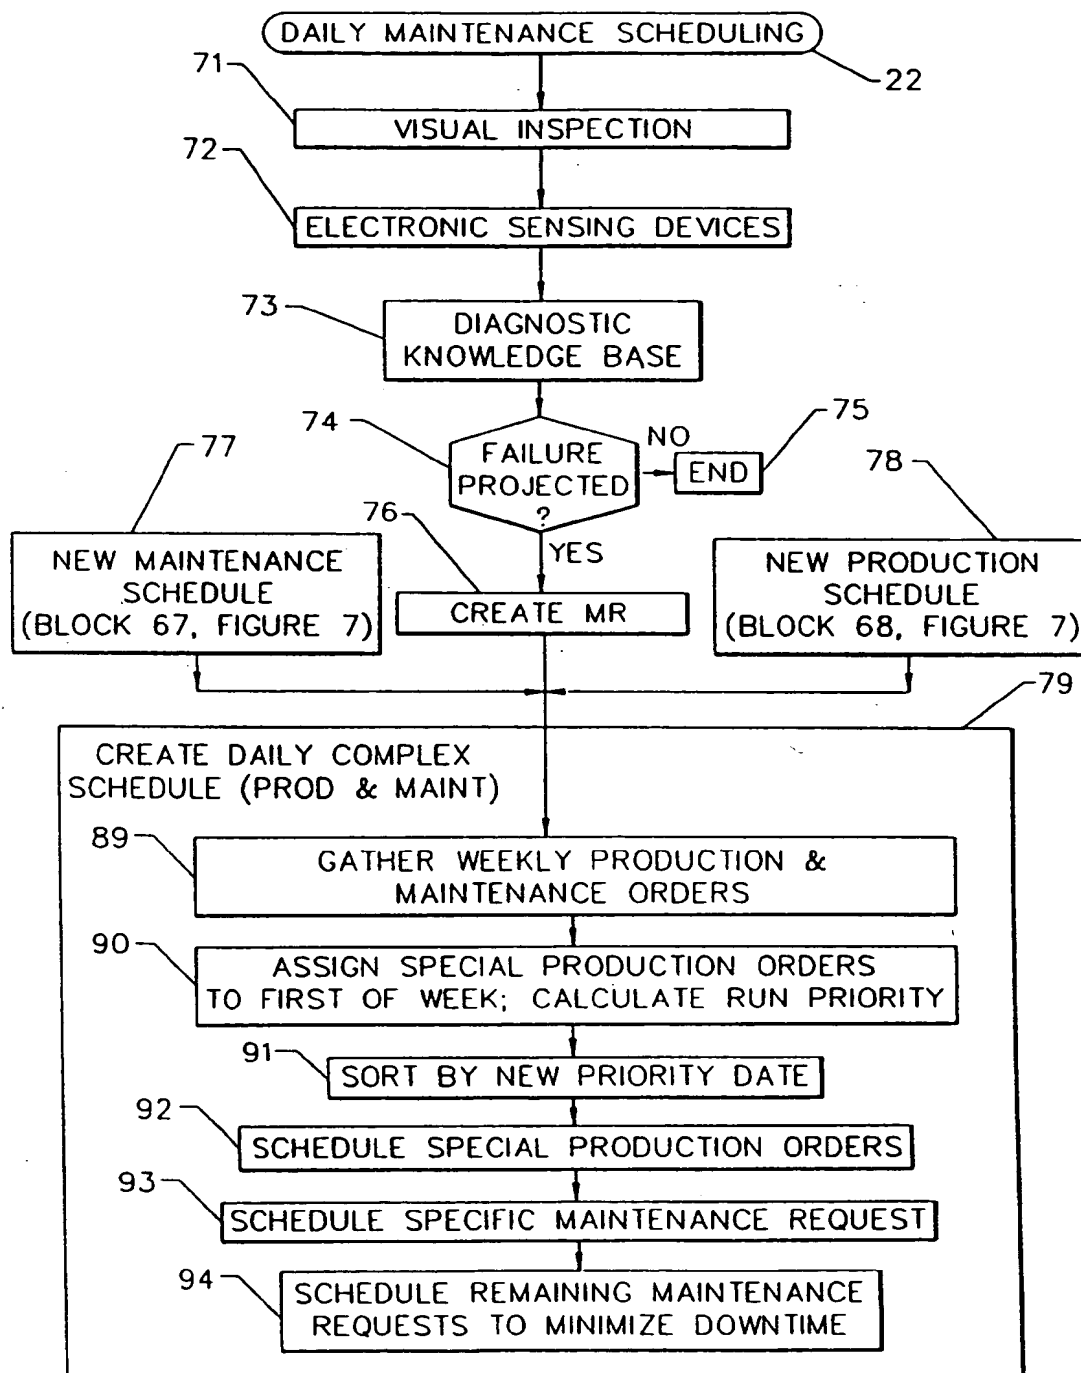 DAILY MAINTENANCE SCHEDULING
22
71
VISUAL INSPECTION
72
ELECTRONIC SENSING DEVICES
73
DIAGNOSTIC
KNOWLEDGE BASE
74
FAILURE
PROJECTED
?
NO
END
75
YES
76
CREATE MR
77
NEW MAINTENANCE
SCHEDULE
(BLOCK 67, FIGURE 7)
78
NEW PRODUCTION
SCHEDULE
(BLOCK 68, FIGURE 7)
79
CREATE DAILY COMPLEX
SCHEDULE (PROD & MAINT)
89
GATHER WEEKLY PRODUCTION &
MAINTENANCE ORDERS
90
ASSIGN SPECIAL PRODUCTION ORDERS
TO FIRST OF WEEK; CALCULATE RUN PRIORITY
91
SORT BY NEW PRIORITY DATE
92
SCHEDULE SPECIAL PRODUCTION ORDERS
93
SCHEDULE SPECIFIC MAINTENANCE REQUEST
94
SCHEDULE REMAINING MAINTENANCE
REQUESTS TO MINIMIZE DOWNTIME